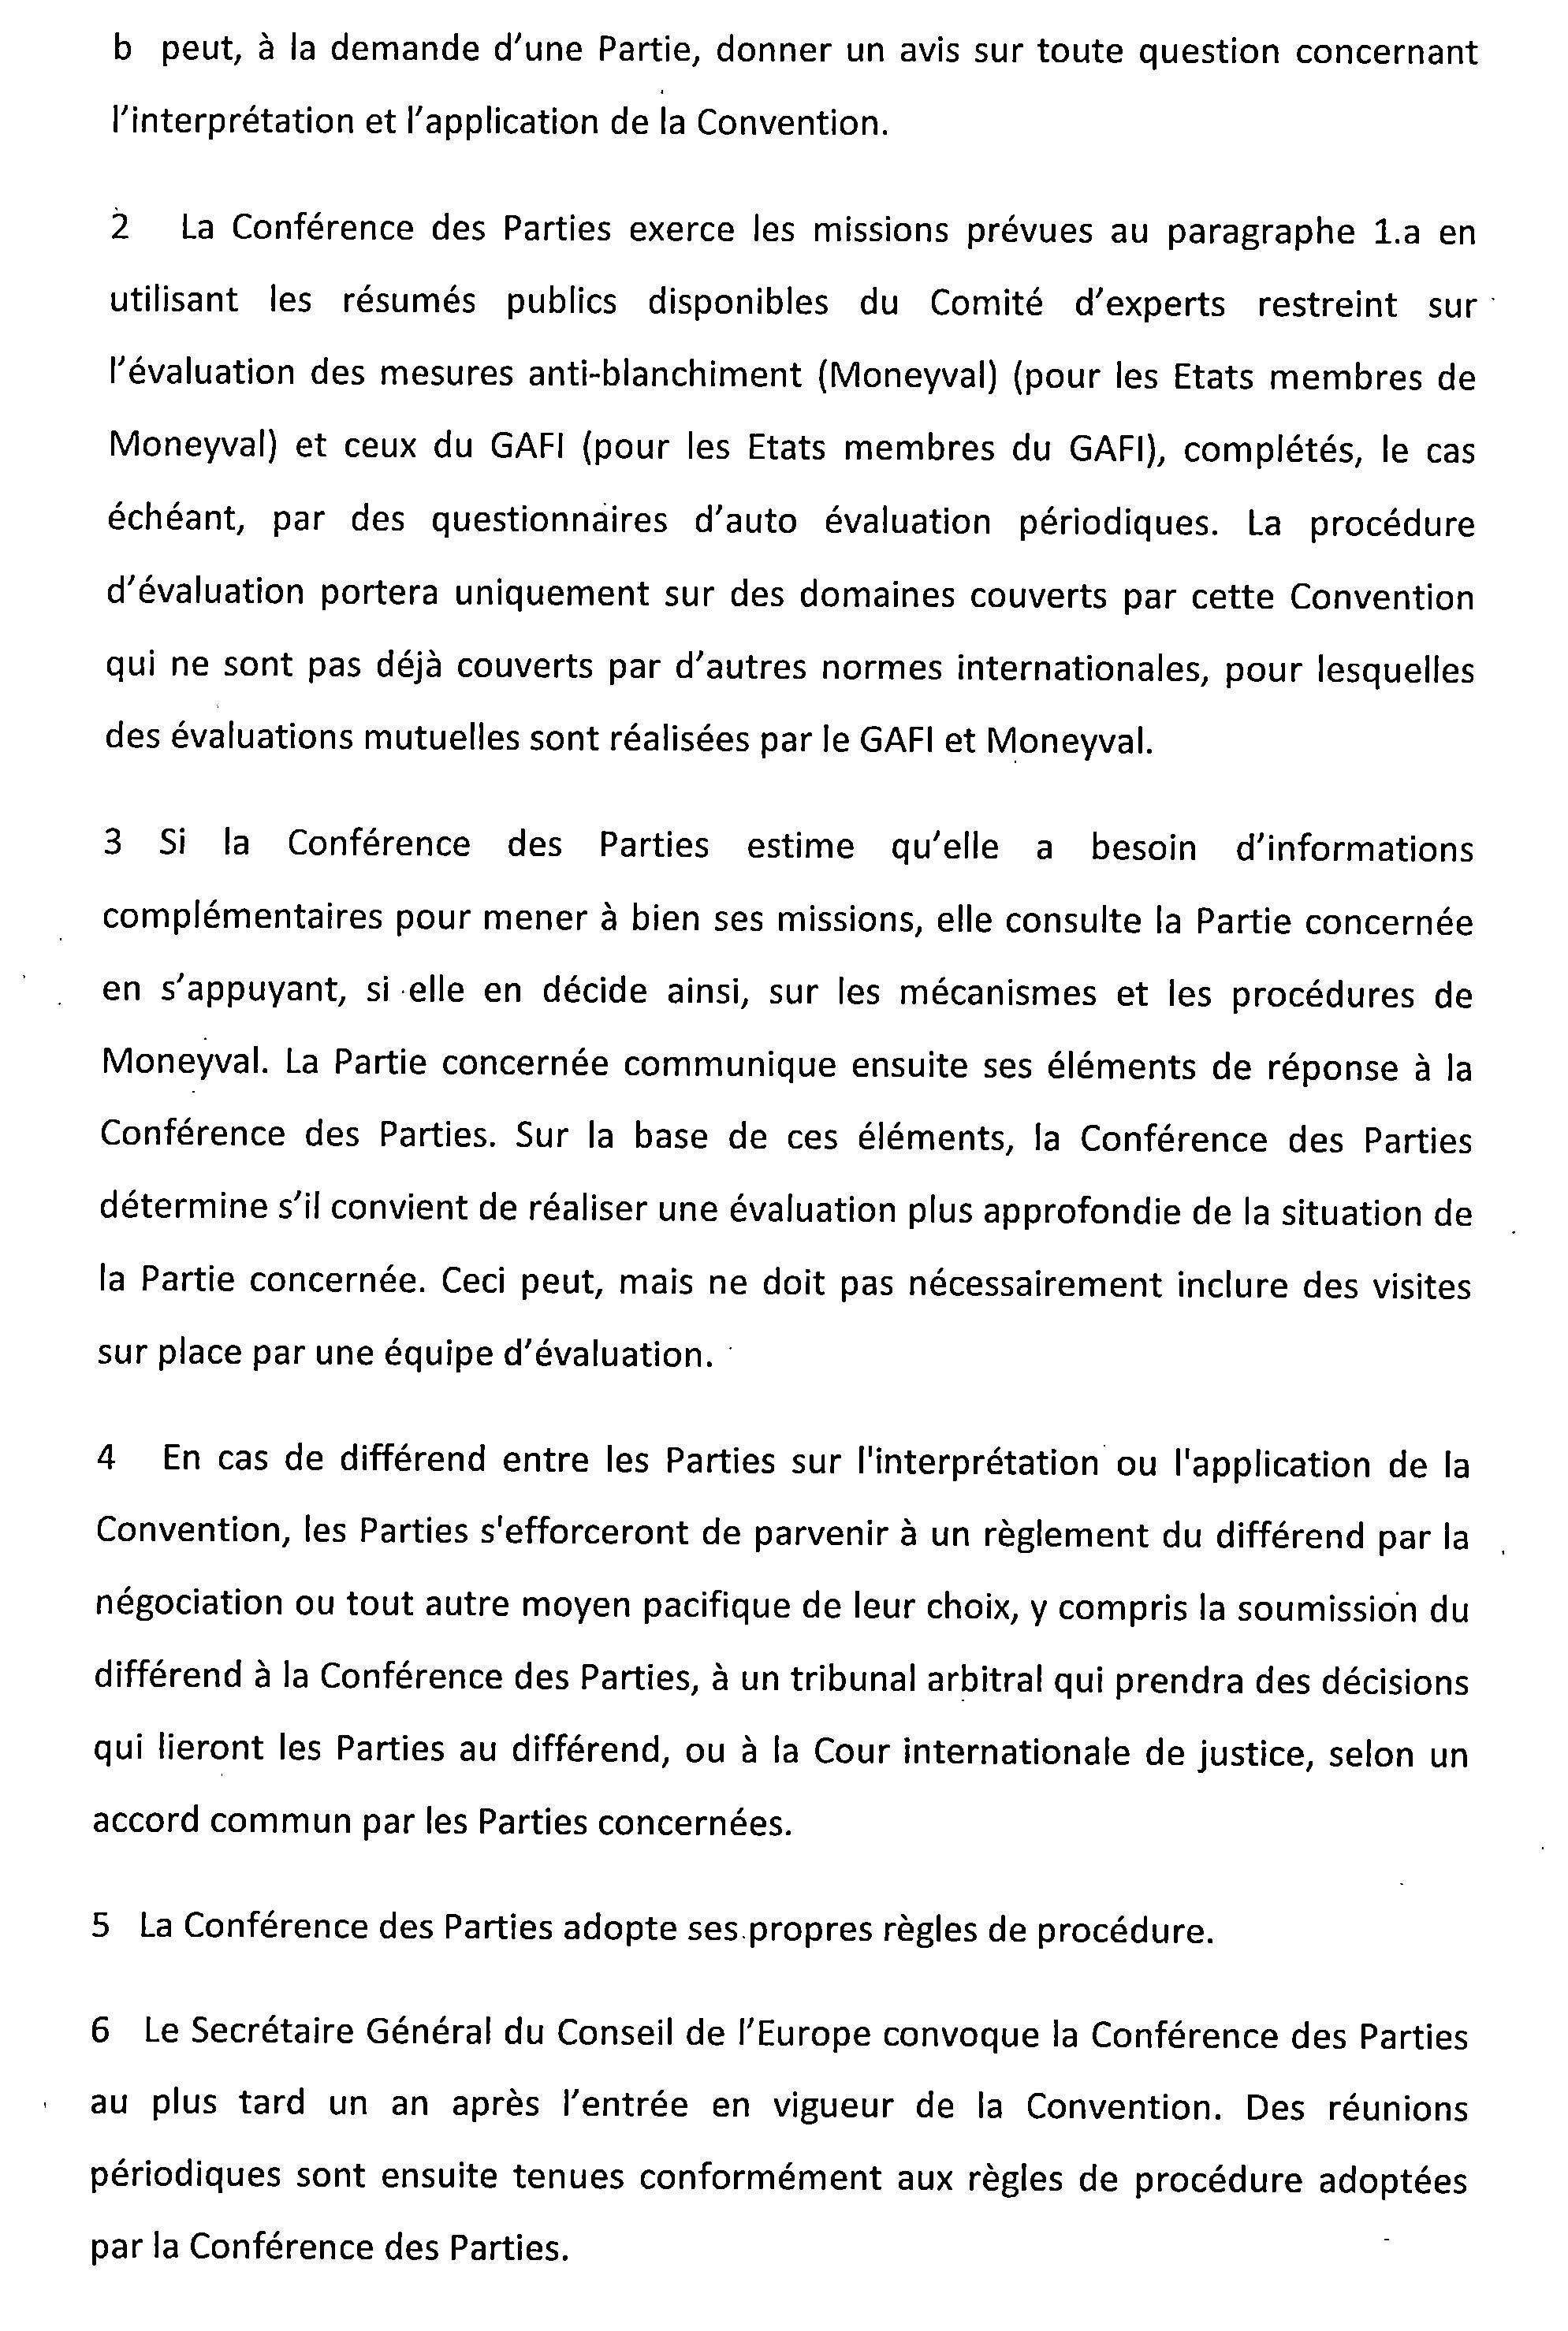 b peut, à la demande d'une Partie, donner un avis sur toute question concernant
l'interprétation et l'application de la Convention.
2 La Conférence des Parties exerce les missions prévues au paragraphe 1.a en
utilisant les résumés publics disponibles du Comité d'experts restreint sur
l'évaluation des mesures anti-blanchiment (Moneyval) (pour les Etats membres de
Moneyval) et ceux du GAFI (pour les Etats membres du GAFI), complétés, le cas
échéant, par des questionnaires d'auto évaluation périodiques. La procédure
d'évaluation portera uniquement sur des domaines couverts par cette Convention
qui ne sont pas déjà couverts par d'autres normes internationales, pour lesquelles
des évaluations mutuelles sont réalisées par le GAFI et Moneyval.
3 Si la Conférence des Parties estime qu'elle a besoin d'informations
complémentaires pour mener à bien ses missions, elle consulte la Partie concernée
en s'appuyant, si elle en décide ainsi, sur les mécanismes et les procédures de
Moneyval. La Partie concernée communique ensuite ses éléments de réponse à la
Conférence des Parties. Sur la base de ces éléments, la Conférence des Parties
détermine s'il convient de réaliser une évaluation plus approfondie de la situation de
la Partie concernée. Ceci peut, mais ne doit pas nécessairement inclure des visites
sur place par une équipe d'évaluation.
4 En cas de différend entre les Parties sur l'interprétation ou l'application de la
Convention, les Parties s'efforceront de parvenir à un règlement du différend par la
négociation ou tout autre moyen pacifique de leur choix, y compris la soumission du
différend à la Conférence des Parties, à un tribunal arbitral qui prendra des décisions
qui lieront les Parties au différend, ou à la Cour internationale de justice, selon un
accord commun par les Parties concernées.
5 La Conférence des Parties adopte ses propres règles de procédure.
6 Le Secrétaire Général du Conseil de l'Europe convoque la Conférence des Parties
au plus tard un an après l'entrée en vigueur de la Convention. Des réunions
périodiques sont ensuite tenues conformément aux règles de procédure adoptées
par la Conférence des Parties.